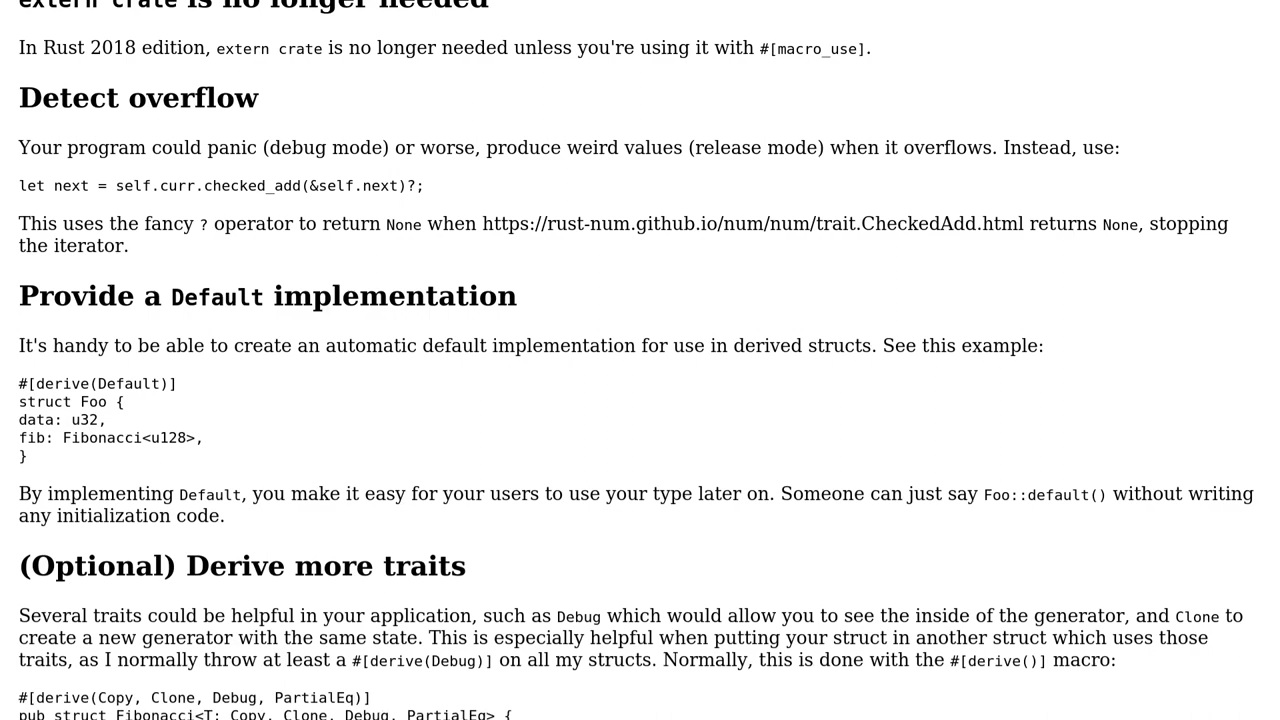 extern crate is no longer needed
In Rust 2018 edition, extern crate is no longer needed unless you're using it with #[macro_use].
Detect overflow
Your program could panic (debug mode) or worse, produce weird values (release mode) when it overflows. Instead, use:
let next = self.curr.checked_add(&self.next)?;
This uses the fancy ? operator to return None when https://rust-num.github.io/num/num/trait.CheckedAdd.html returns None, stopping
the iterator.
Provide a Default implementation
It's handy to be able to create an automatic default implementation for use in derived structs. See this example:
#[derive(Default)]
struct Foo {
data: u32,
fib: Fibonacci<u128>,
}
By implementing Default, you make it easy for your users to use your type later on. Someone can just say Foo::default() without writing
any initialization code.
(Optional) Derive more traits
Several traits could be helpful in your application, such as Debug which would allow you to see the inside of the generator, and Clone to
create a new generator with the same state. This is especially helpful when putting your struct in another struct which uses those
traits, as I normally throw at least a #[derive(Debug)] on all my structs. Normally, this is done with the #[derive()] macro:
#[derive(Copy, Clone, Debug, PartialEq)]
pub struct Fibonacci<T: Copy, Clone, Debug, PartialEq> {